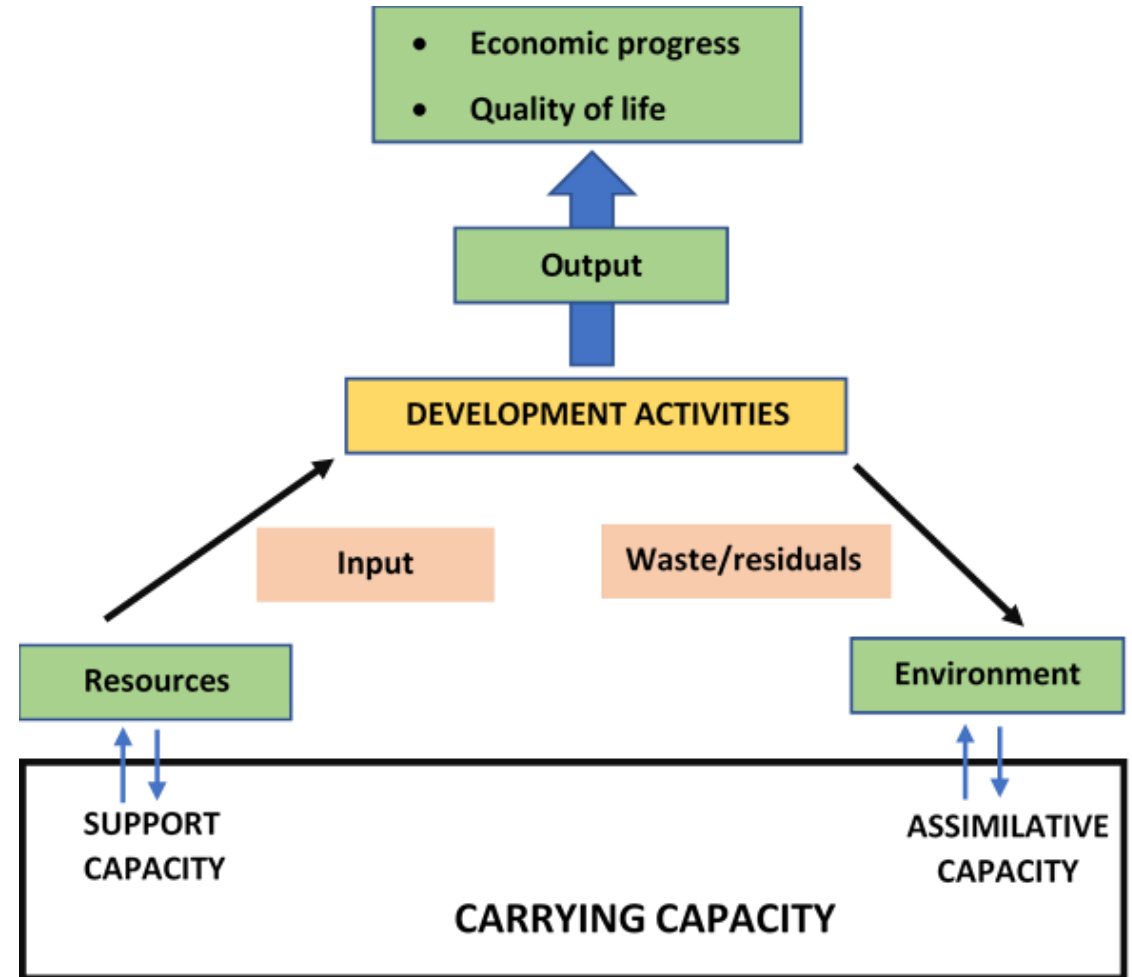 • Economic progress
• Quality of life
Output
DEVELOPMENT ACTIVITIES
Input
Waste/residuals
Resources
Environment
SUPPORT
CAPACITY
ASSIMILATIVE
CAPACITY
CARRYING CAPACITY